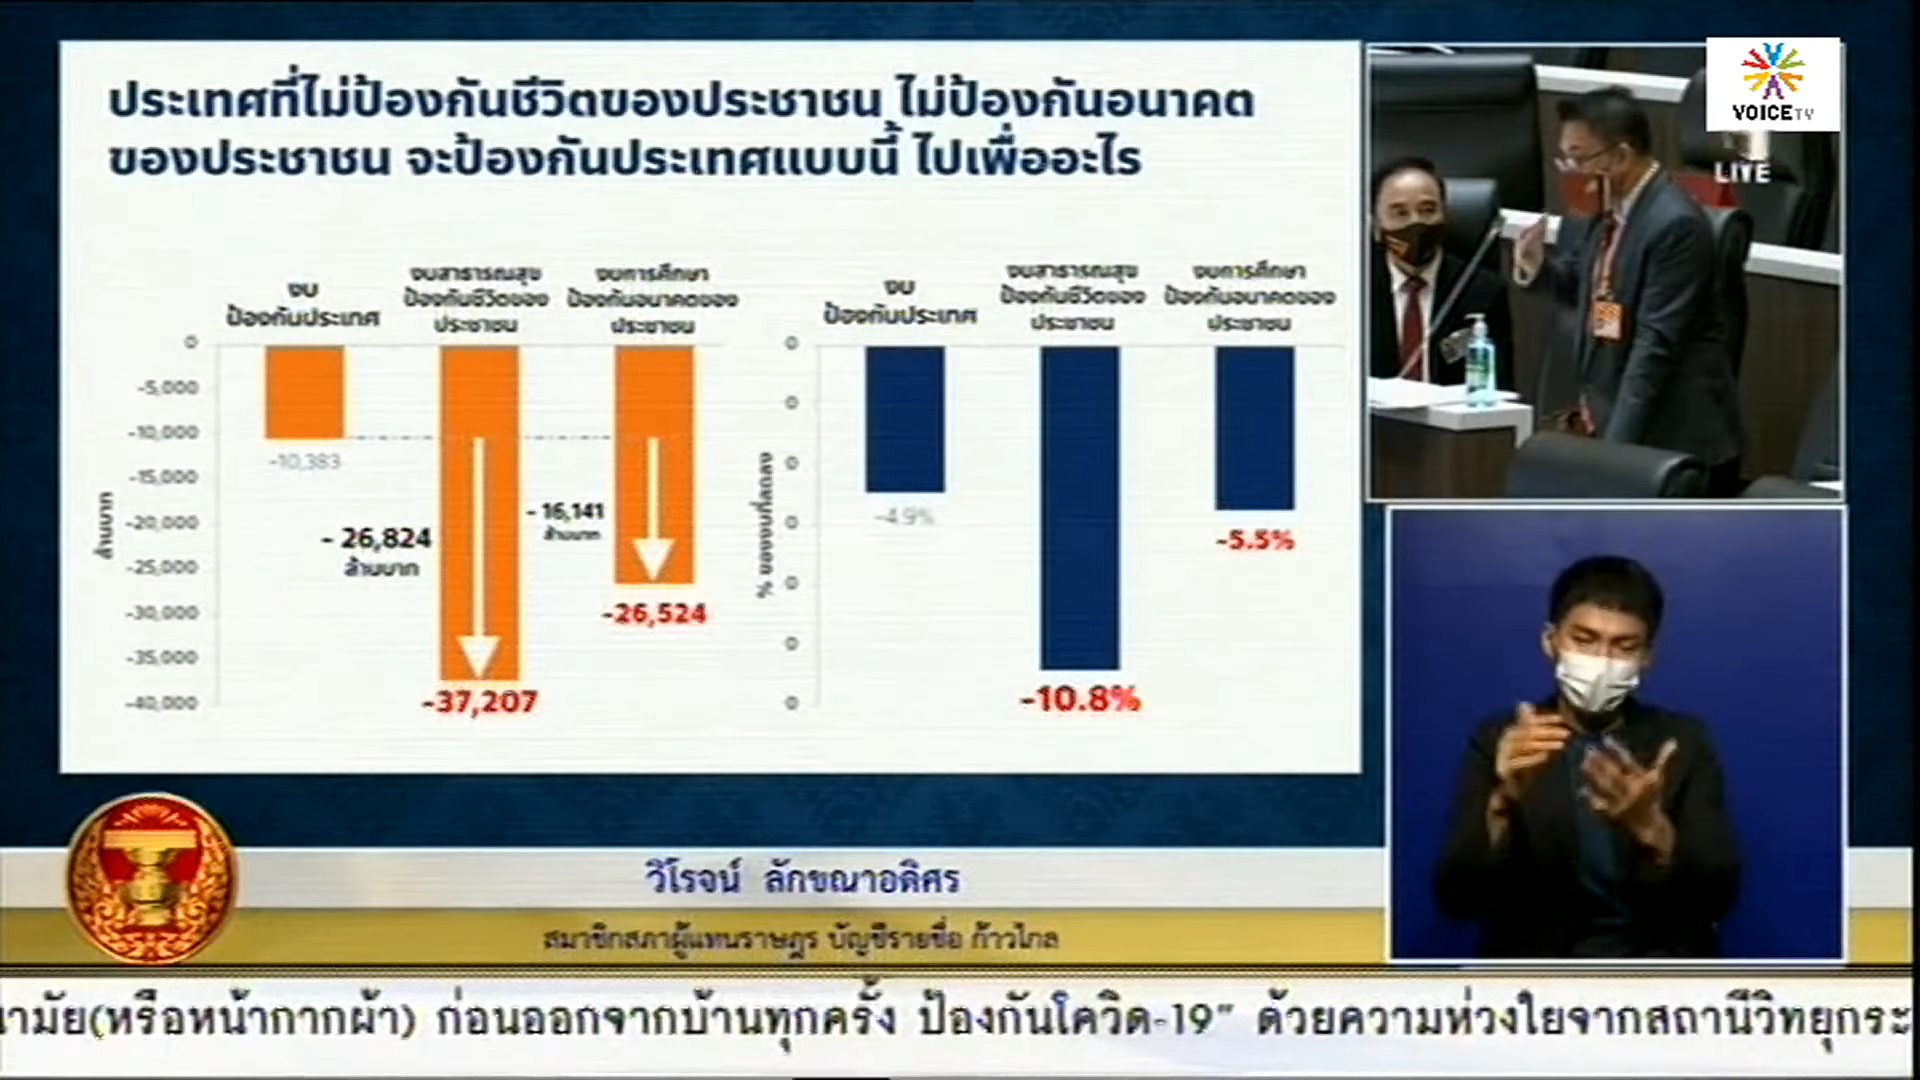 ประเทศที่ไม่ป้องกันชีวิตของประชาชน ไม่ป้องกันอนาคต
ของประชาชน จะป้องกันประเทศแบบนี้ ไปเพื่ออะไร
งบ
ป้องกันประเทศ
งบสาธารณสุข
ป้องกันชีวิตของ
ประชาชน
งบการศึกษา
ป้องกันอนาคตของ
ประชาชน
0
-5,000
-10,000
-15,000
-20,000
-25,000
-30,000
-35,000
-40,000
ล้านบาท
-10,383
- 26,824
ล้านบาท
-37,207
- 16,141
ล้านบาท
-26,524
งบ
ป้องกันประเทศ
งบสาธารณสุข
ป้องกันชีวิตของ
ประชาชน
งบการศึกษา
ป้องกันอนาคตของ
ประชาชน
0
0
0
0
0
0
0
% ของงบที่ลดลง
-4.9%
-10.8%
-5.5%
VOICE TV
LIVE
วิโรจน์ ลักขณาอดิศร
สมาชิกสภาผู้แทนราษฎร บัญชีรายชื่อ ก้าวไกล
ามัย(หรือหน้ากากผ้า) ก่อนออกจากบ้านทุกครั้ง ป้องกันโควิด-19” ด้วยความห่วงใยจากสถานีวิทยุกระ